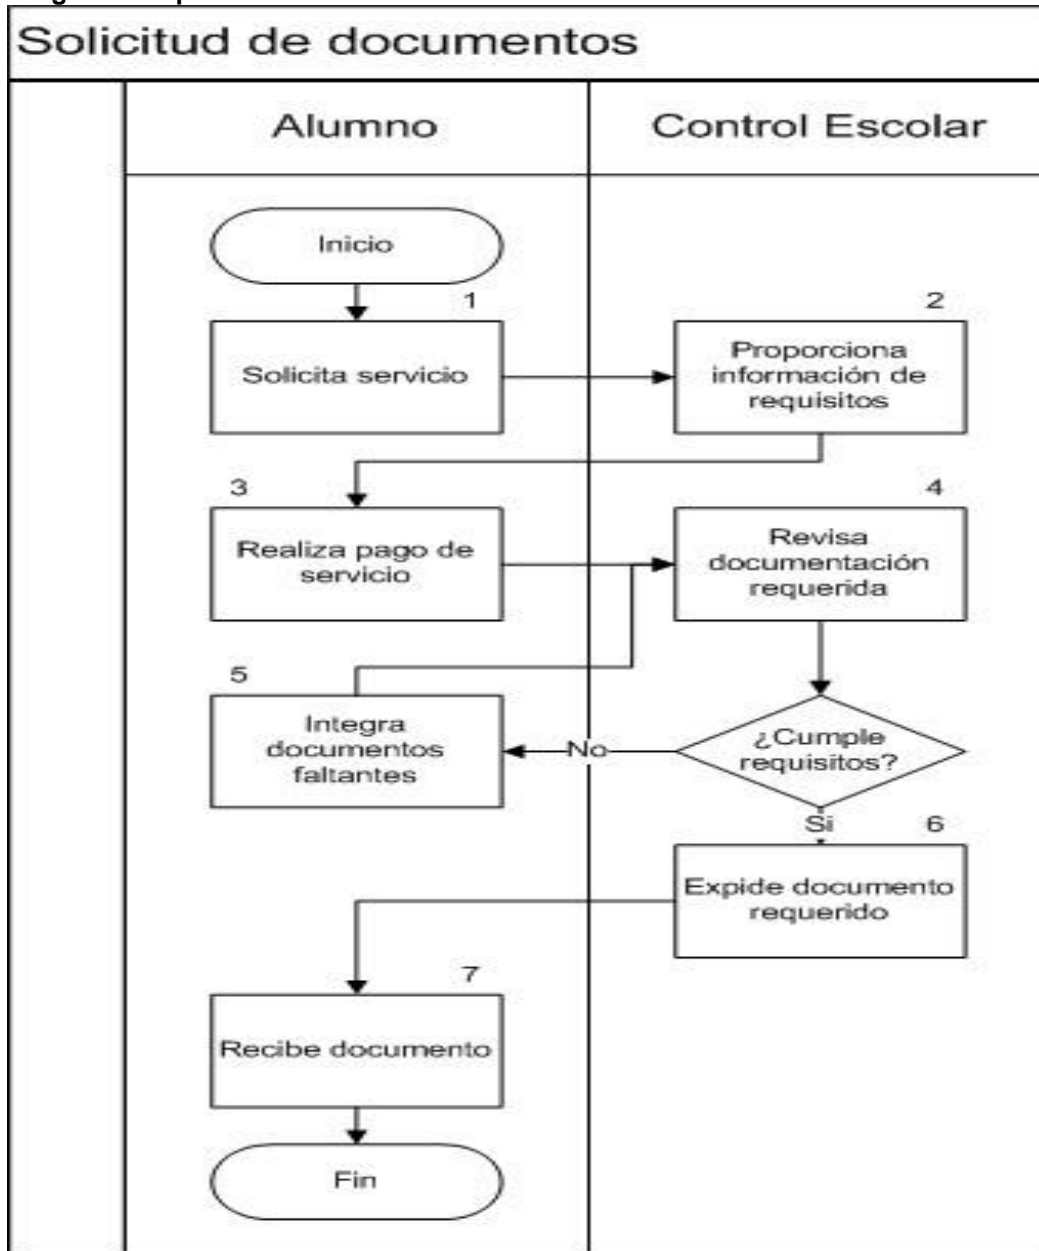 Solicitud de documentos
Alumno
Control Escolar
Inicio
1
Solicita servicio
2
Proporciona
información de
requisitos
3
Realiza pago de
servicio
4
Revisa
documentación
requerida
¿Cumple
requisitos?
No
5
Integra
documentos
faltantes
Si
6
Expide documento
requerido
7
Recibe documento
Fin